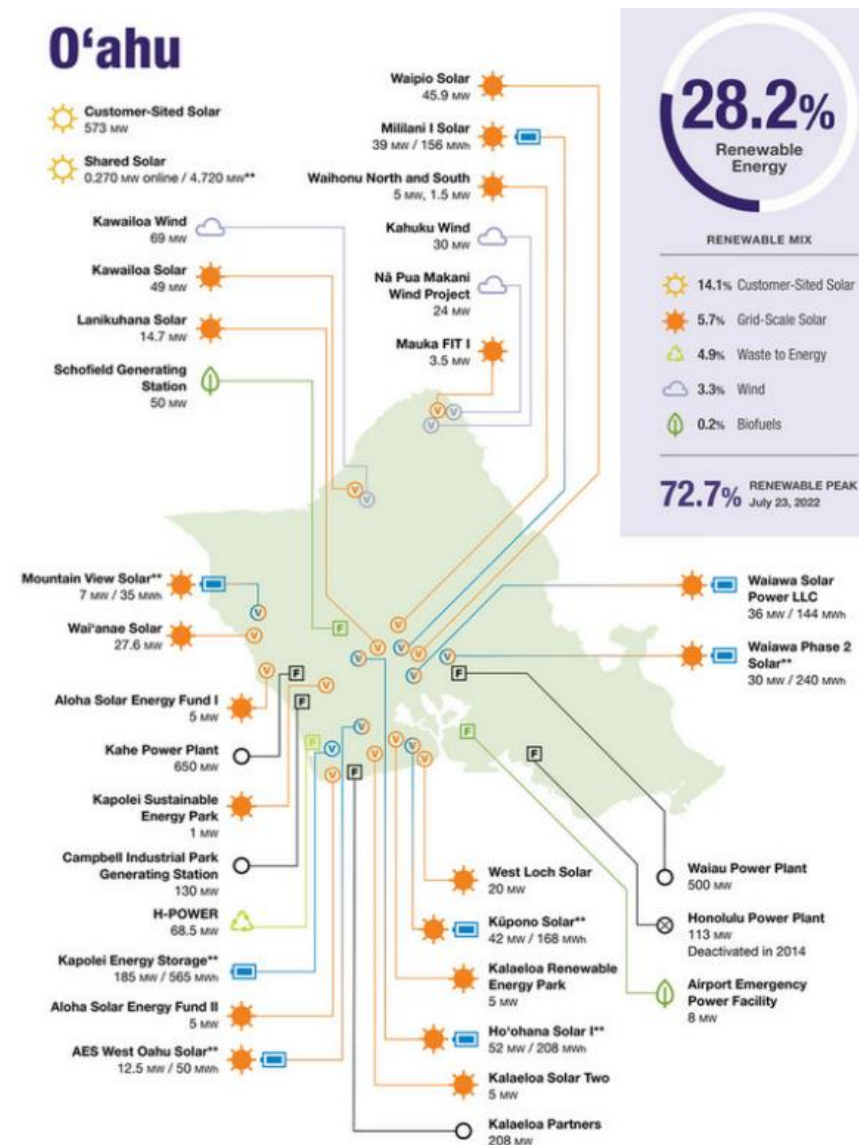 O‘ahu
Customer-Sited Solar
573 MW
Shared Solar
0.270 MW online / 4.720 MW**
Kawailoa Wind
69 MW
Kawailoa Solar
49 MW
Lanikuhana Solar
14.7 MW
Schofield Generating
Station
50 MW
Waipio Solar
45.9 MW
Mililani I Solar
39 MW / 156 MWh
Waihonu North and South
5 MW, 1.5 MW
Kahuku Wind
30 MW
Nā Pua Makani
Wind Project
24 MW
Mauka FIT I
3.5 MW
28.2%
Renewable
Energy
RENEWABLE MIX
14.1% Customer-Sited Solar
5.7% Grid-Scale Solar
4.9% Waste to Energy
3.3% Wind
0.2% Biofuels
72.7% RENEWABLE PEAK
July 23, 2022
V
V
V
V
V
Mountain View Solar**
7 MW / 35 MWh
Wai‘anae Solar
27.6 MW
Aloha Solar Energy Fund I
5 MW
Kahe Power Plant
650 MW
Kapolei Sustainable
Energy Park
1 MW
Campbell Industrial Park
Generating Station
130 MW
H-POWER
68.5 MW
Kapolei Energy Storage**
185 MW / 565 MWh
Aloha Solar Energy Fund II
5 MW
AES West Oahu Solar**
12.5 MW / 50 MWh
V
V
F
V
V
V
V
V
V
V
V
F
F
V
F
F
V
F
V
V
V
V
V
V
V
F
F
F
Waiawa Solar
Power LLC
36 MW / 144 MWh
Waiawa Phase 2
Solar**
30 MW / 240 MWh
West Loch Solar
20 MW
Kūpono Solar**
42 MW / 168 MWh
Kalaeloa Renewable
Energy Park
5 MW
Ho‘ohana Solar I**
52 MW / 208 MWh
Kalaeloa Solar Two
5 MW
Kalaeloa Partners
208 MW
Waiau Power Plant
500 MW
Honolulu Power Plant
113 MW
Deactivated in 2014
Airport Emergency
Power Facility
8 MW